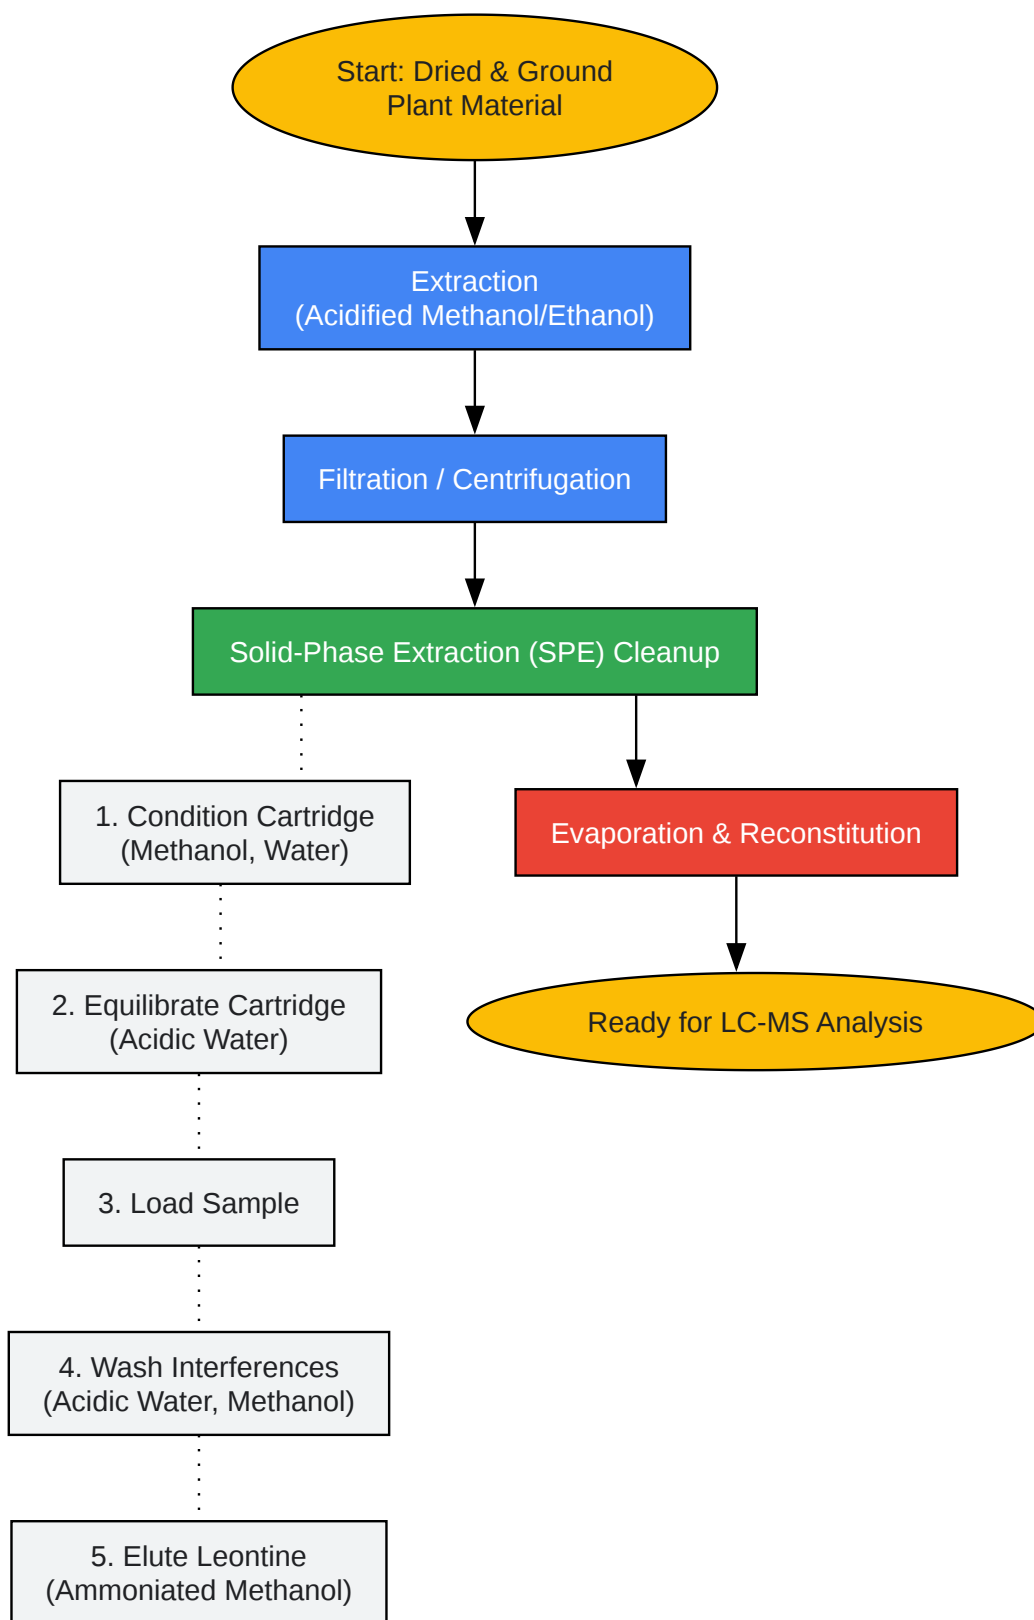 Start: Dried & Ground
Plant Material
Extraction
(Acidified Methanol/Ethanol)
Filtration / Centrifugation
Solid-Phase Extraction (SPE) Cleanup
1. Condition Cartridge
(Methanol, Water)
Evaporation & Reconstitution
2. Equilibrate Cartridge
(Acidic Water)
Ready for LC-MS Analysis
3. Load Sample
4. Wash Interferences
(Acidic Water, Methanol)
5. Elute Leontine
(Ammoniated Methanol)